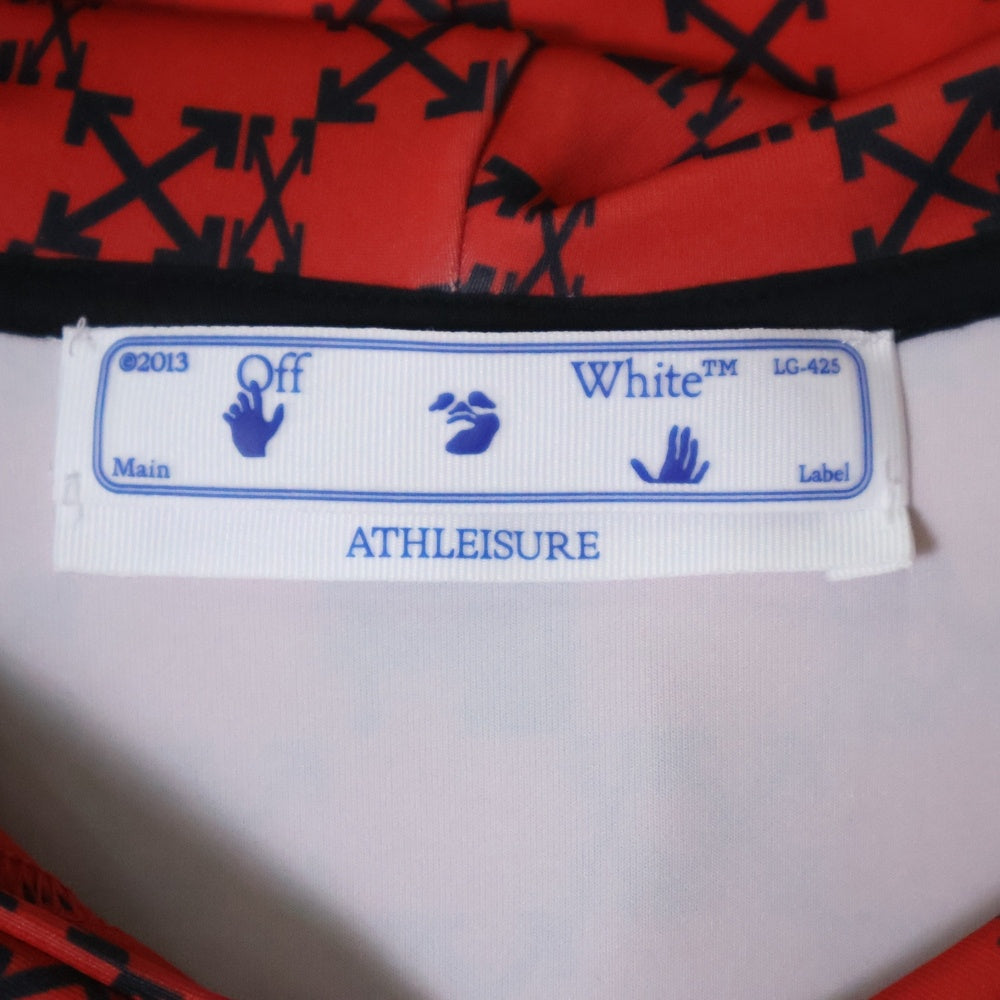 ©2013 Off White™ LG-425
Main Label
ATHLEISURE